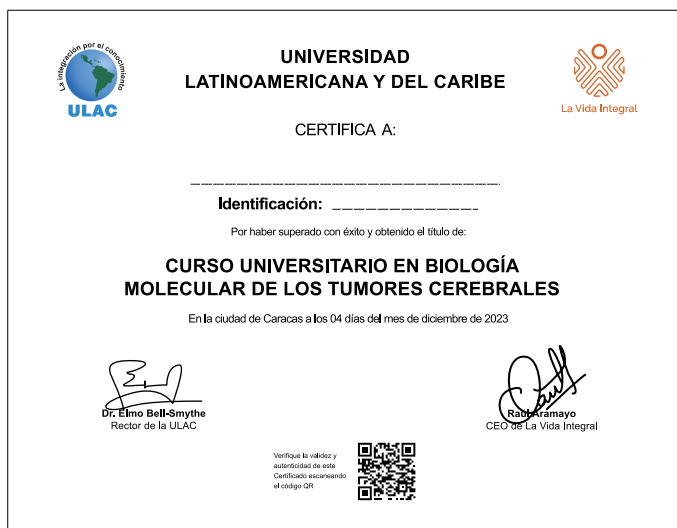 La integración por el conocimiento
ULAC
UNIVERSIDAD
LATINOAMERICANA Y DEL CARIBE
La Vida Integral
CERTIFICA A:
Identificación:
Por haber superado con éxito y obtenido el título de:
CURSO UNIVERSITARIO EN BIOLOGÍA
MOLECULAR DE LOS TUMORES CEREBRALES
En la ciudad de Caracas a los 04 días del mes de diciembre de 2023
Dr. Elmo Bell-Smythe
Rector de la ULAC
Raúl Aramayo
CEO de La Vida Integral
Verifique la validez y
autenticidad de este
Certificado escaneando
el código QR